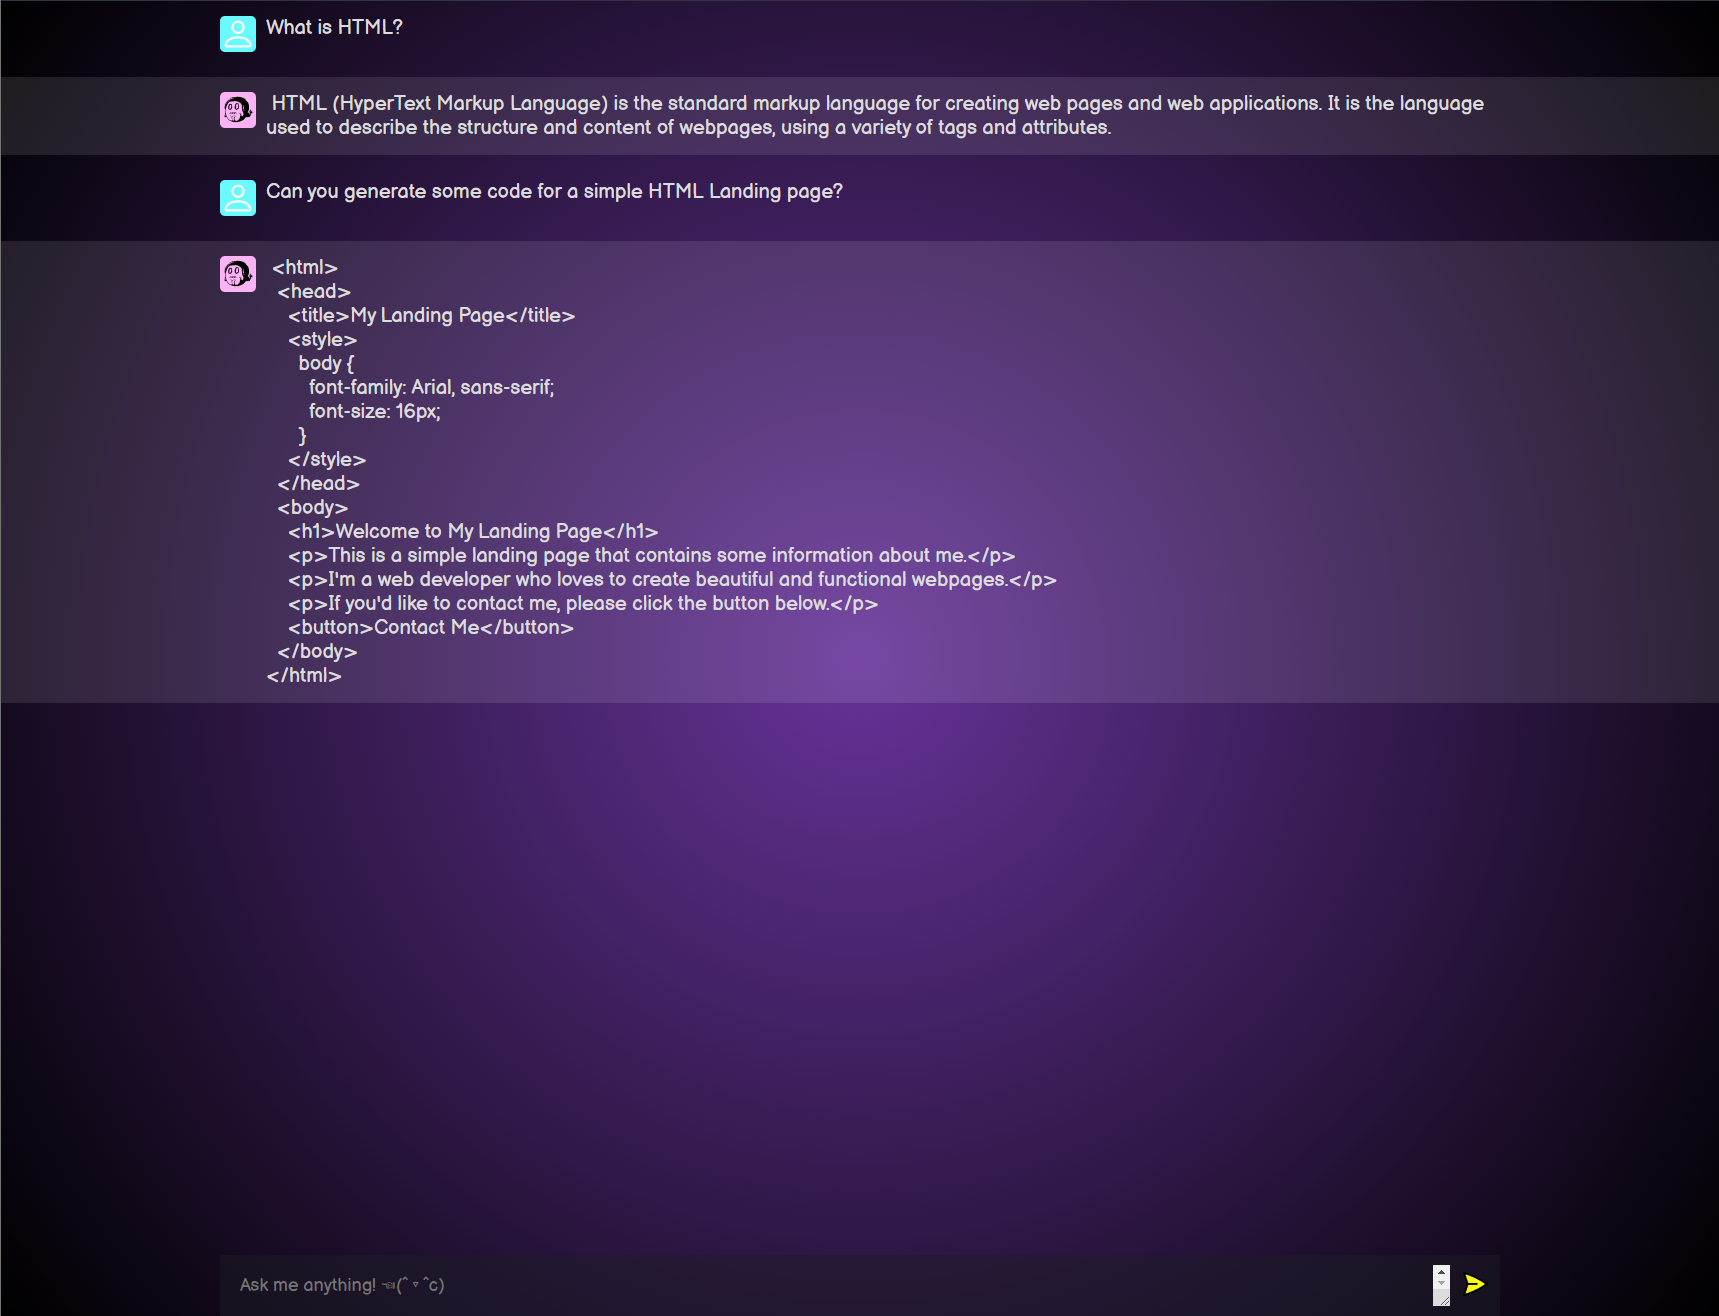 What is HTML?
HTML (HyperText Markup Language) is the standard markup language for creating web pages and web applications. It is the language
used to describe the structure and content of webpages, using a variety of tags and attributes.
Can you generate some code for a simple HTML Landing page?
<html>
<head>
<title>My Landing Page</title>
<style>
body {
font-family: Arial, sans-serif;
font-size: 16px;
}
</style>
</head>
<body>
<h1>Welcome to My Landing Page</h1>
<p>This is a simple landing page that contains some information about me.</p>
<p>I'm a web developer who loves to create beautiful and functional webpages.</p>
<p>If you'd like to contact me, please click the button below.</p>
<button>Contact Me</button>
</body>
</html>
Ask me anything! ☜(ˆ▿ˆc)